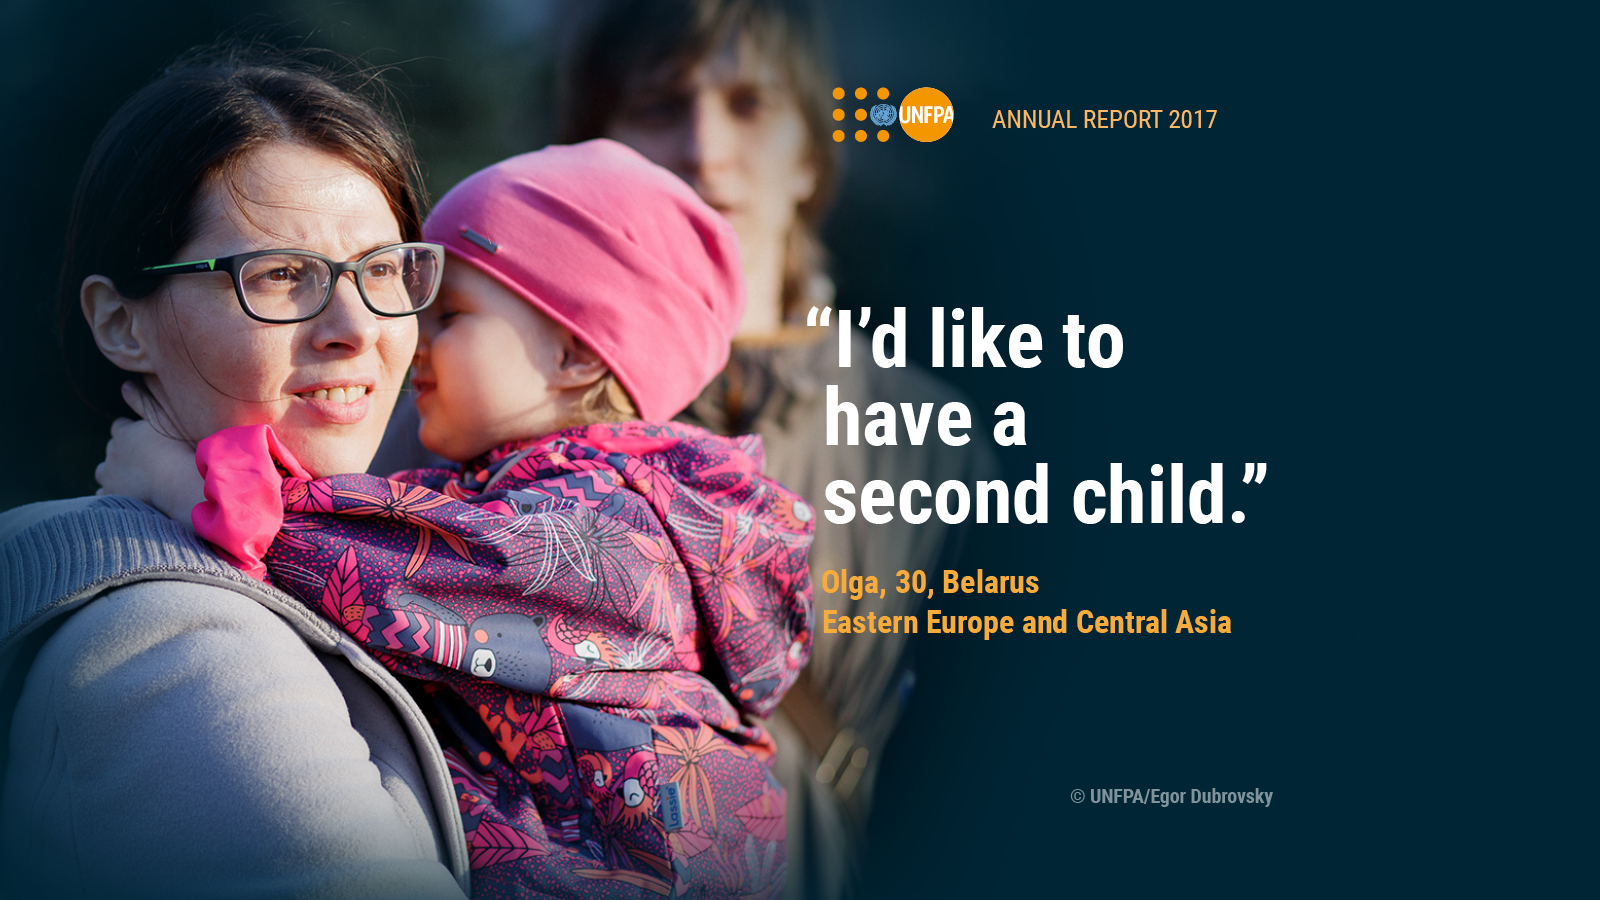 UNFPA
ANNUAL REPORT 2017
“I’d like to
have a
second child.”
Olga, 30, Belarus
Eastern Europe and Central Asia
Lassie
© UNFPA/Egor Dubrovsky